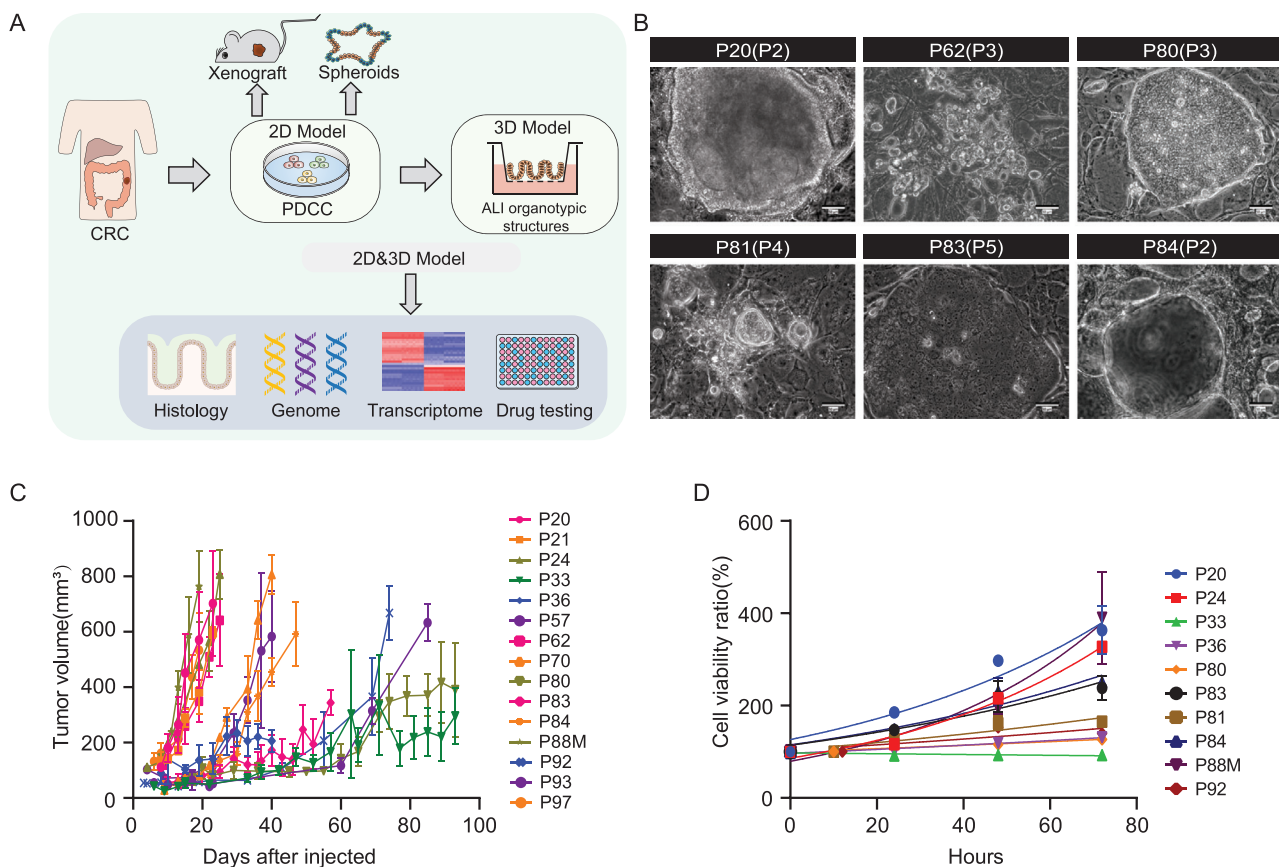 A
Xenograft
Spheroids
2D Model
PDCC
3D Model
ALI organotypic
structures
CRC
2D&3D Model
Histology
Genome
Transcriptome
Drug testing
B
P20(P2)
P62(P3)
P80(P3)
P81(P4)
P83(P5)
P84(P2)
C
Tumor volume(mm³)
1000
800
600
400
200
0
0 20 40 60 80 100
Days after injected
P20
P21
P24
P33
P36
P57
P62
P70
P80
P83
P84
P88M
P92
P93
P97
D
Cell viability ratio(%)
600
400
200
0
0 20 40 60 80
Hours
P20
P24
P33
P36
P80
P83
P81
P84
P88M
P92